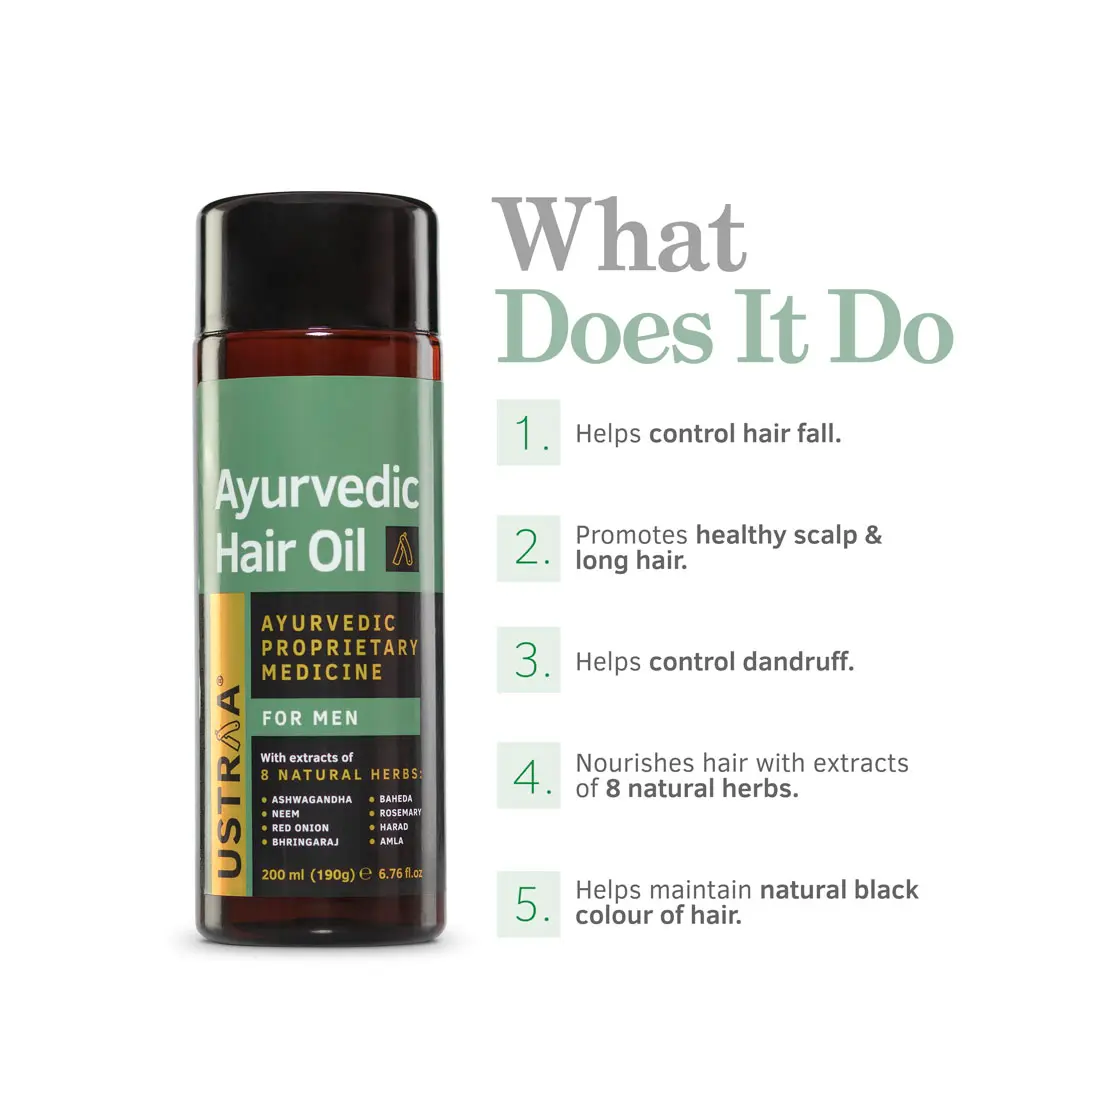 What
Does It Do
1. Helps control hair fall.
2. Promotes healthy scalp &
long hair.
3. Helps control dandruff.
4. Nourishes hair with extracts
of 8 natural herbs.
5. Helps maintain natural black
colour of hair.
Ayurvedic
Hair Oil
AYURVEDIC
PROPRIETARY
MEDICINE
FOR MEN
With extracts of
8 NATURAL HERBS:
• ASHWAGANDHA • BAHEDA
• NEEM • ROSEMARY
• RED ONION • HARAD
• BHRINGARAJ • AMLA
200 ml (190g) ℮ 6.76 fl.oz
USTRAA®